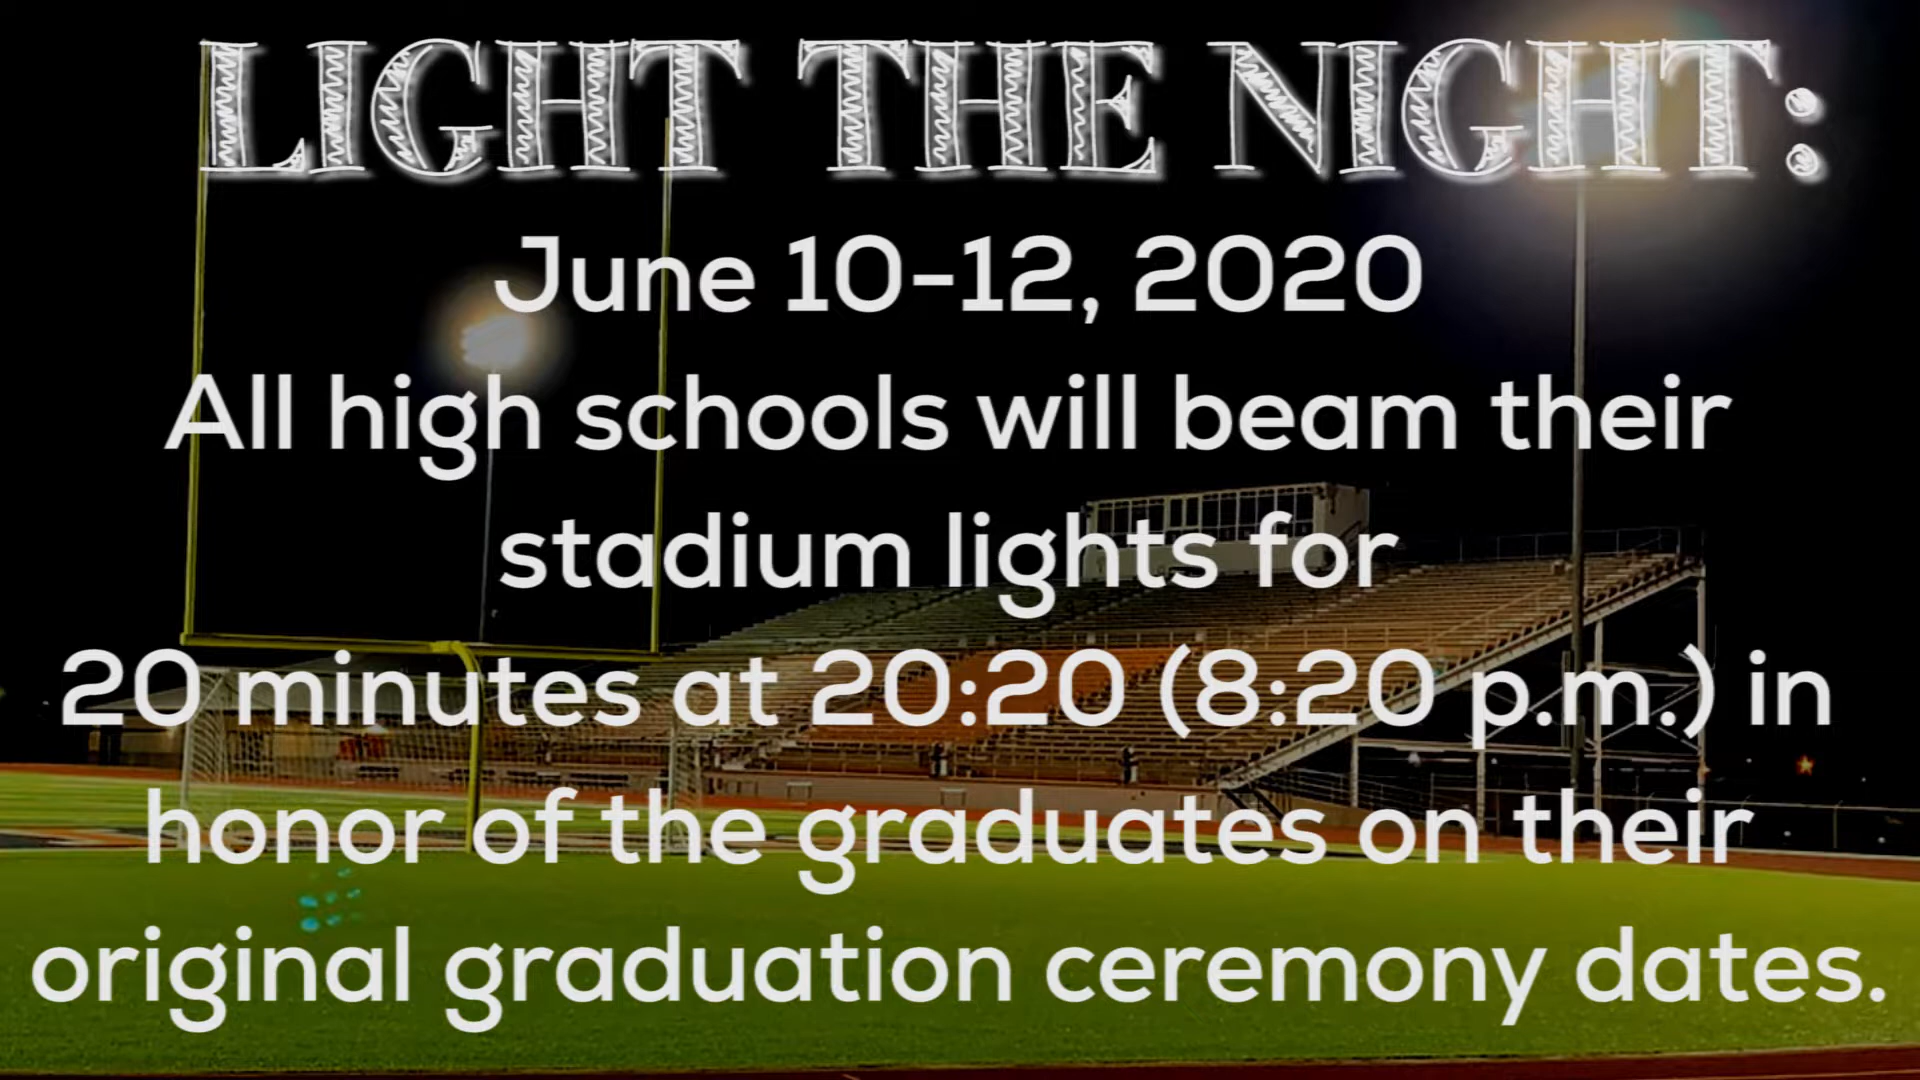 LIGHT THE NIGHT:
June 10-12, 2020
All high schools will beam their
stadium lights for
20 minutes at 20:20 (8:20 p.m.) in
honor of the graduates on their
original graduation ceremony dates.